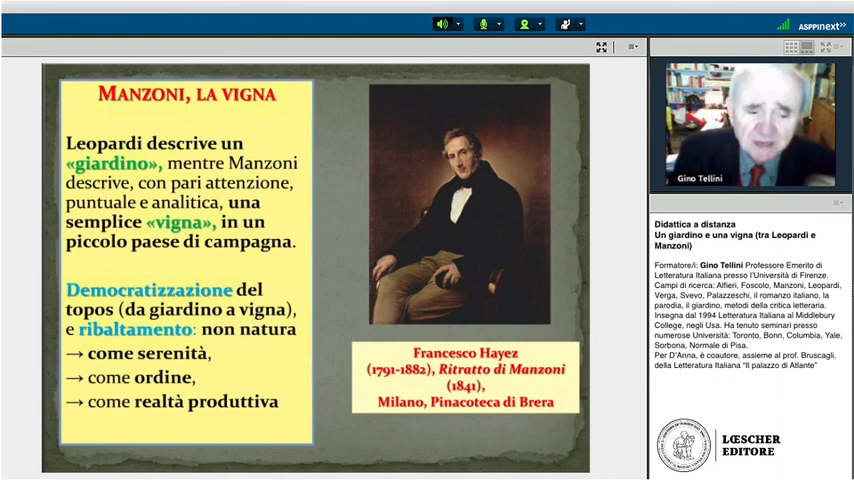 ASPPInext»
MANZONI, LA VIGNA
Leopardi descrive un
«giardino», mentre Manzoni
descrive, con pari attenzione,
puntuale e analitica, una
semplice «vigna», in un
piccolo paese di campagna.
Democratizzazione del
topos (da giardino a vigna),
e ribaltamento: non natura
→ come serenità,
→ come ordine,
→ come realtà produttiva
Francesco Hayez
(1791-1882), Ritratto di Manzoni
(1841),
Milano, Pinacoteca di Brera
Gino Tellini
Didattica a distanza
Un giardino e una vigna (tra Leopardi e
Manzoni)
Formatore/i: Gino Tellini Professore Emerito di
Letteratura Italiana presso l'Università di Firenze.
Campi di ricerca: Alfieri, Foscolo, Manzoni, Leopardi,
Verga, Svevo, Palazzeschi, il romanzo italiano, la
parodia, il giardino, metodi della critica letteraria.
Insegna dal 1994 Letteratura Italiana al Middlebury
College, negli Usa. Ha tenuto seminari presso
numerose Università: Toronto, Bonn, Columbia, Yale,
Sorbona, Normale di Pisa.
Per D'Anna, è coautore, assieme al prof. Bruscagli,
della Letteratura Italiana "Il palazzo di Atlante"
LŒSCHER
EDITORE